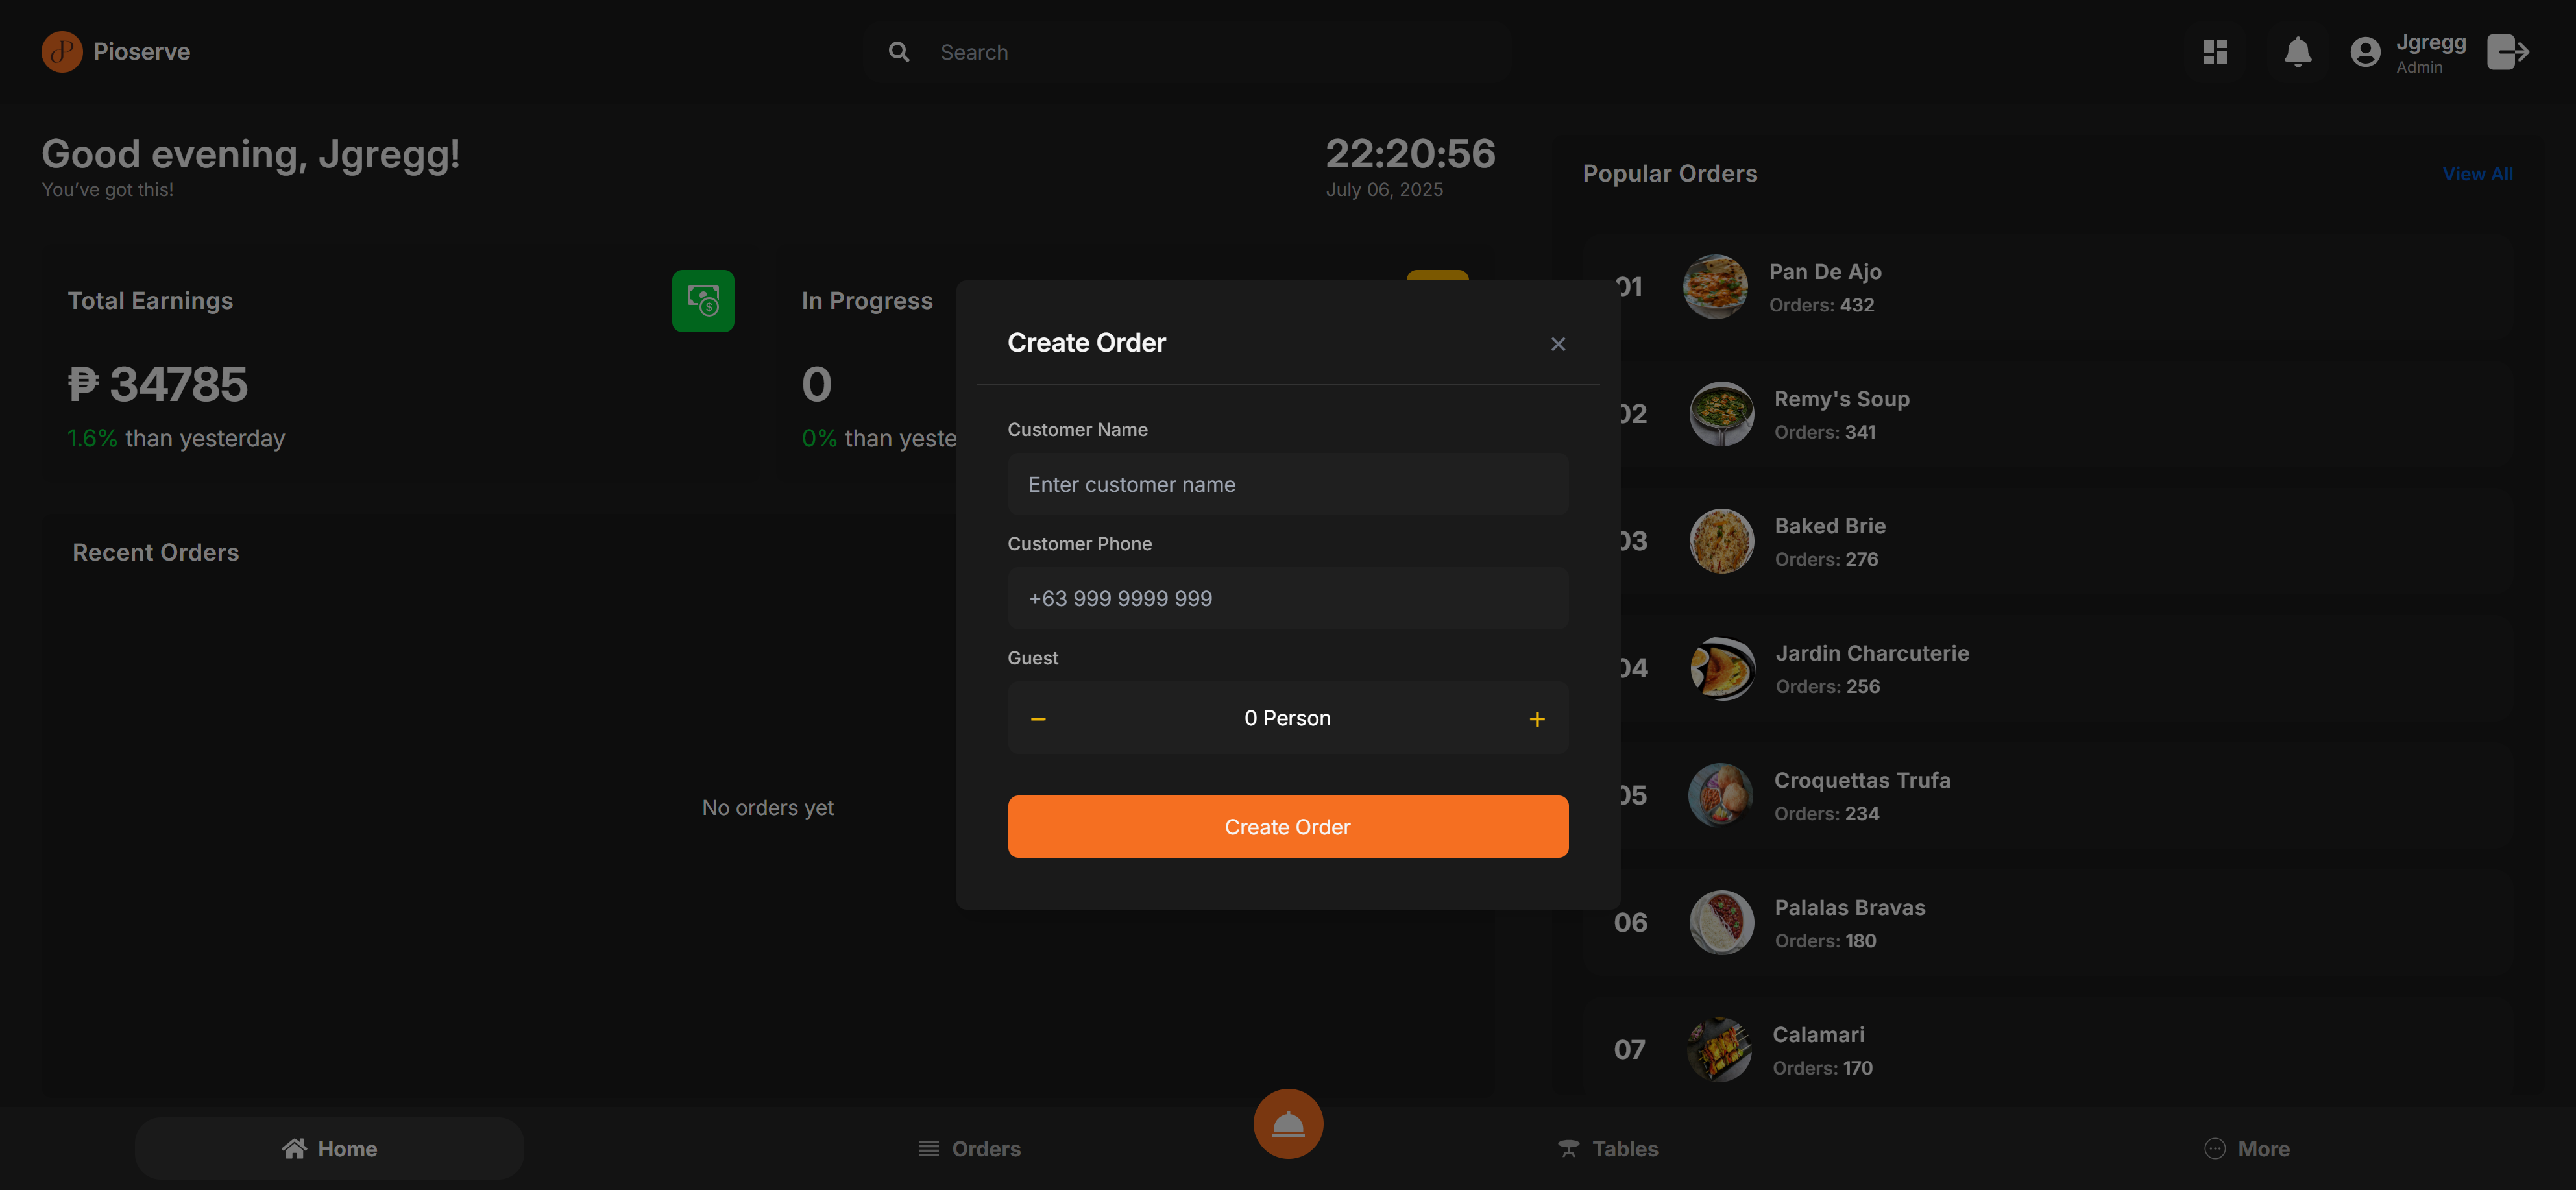 Pioserve
Search
Jgregg
Admin
Good evening, Jgregg!
You've got this!
22:20:56
July 06, 2025
Total Earnings
₱ 34785
1.6% than yesterday
In Progress
0
0% than yeste
Recent Orders
No orders yet
Create Order
×
Customer Name
Enter customer name
Customer Phone
+63 999 9999 999
Guest
− 0 Person +
Create Order
Popular Orders
View All
01
Pan De Ajo
Orders: 432
02
Remy's Soup
Orders: 341
03
Baked Brie
Orders: 276
04
Jardin Charcuterie
Orders: 256
05
Croquettas Trufa
Orders: 234
06
Palalas Bravas
Orders: 180
07
Calamari
Orders: 170
Home
Orders
Tables
More